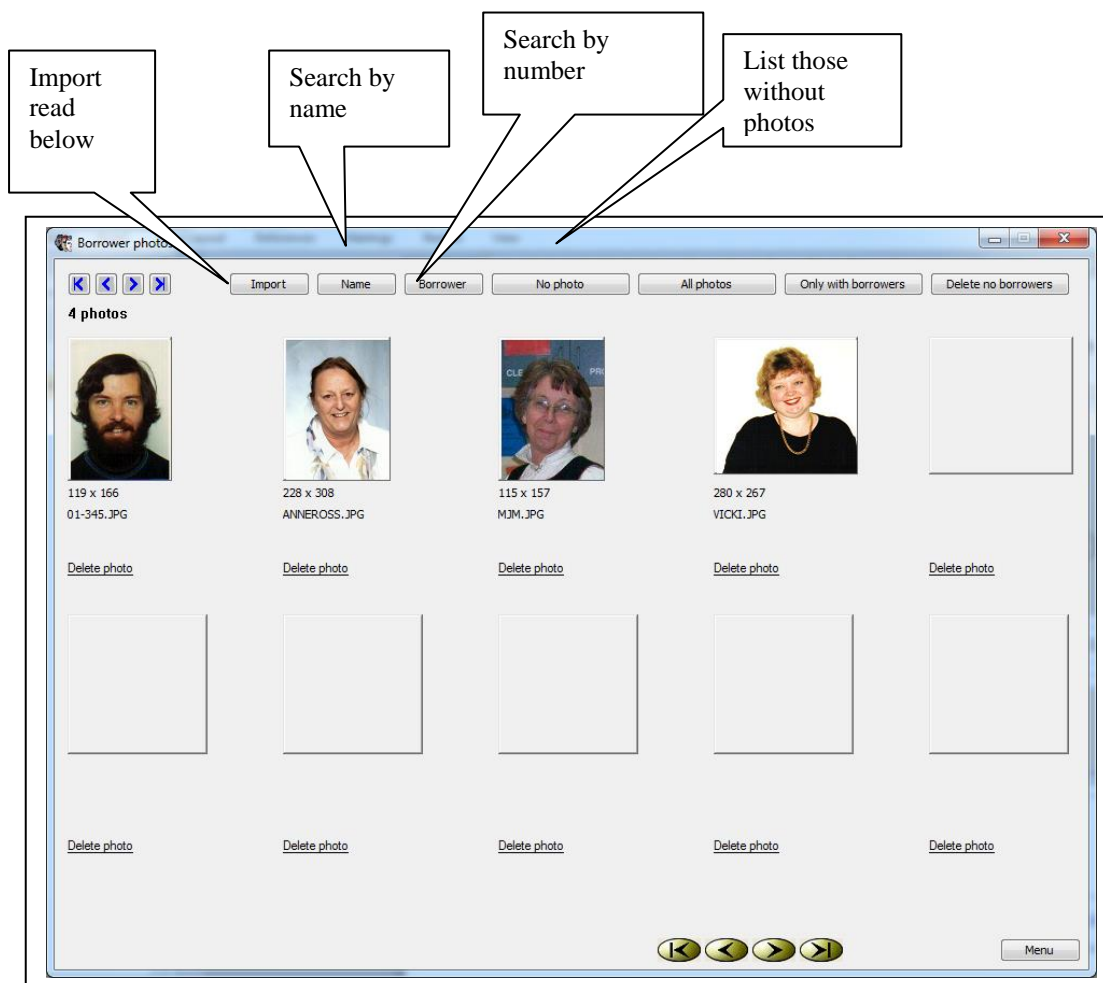 Import
read
below
Search by
name
Search by
number
List those
without
photos
Borrower photos
Import Name Borrower No photo All photos Only with borrowers Delete no borrowers
4 photos
119 x 166 228 x 308 115 x 157 280 x 267
01-345.JPG ANNEROSS.JPG MJM.JPG VICKI.JPG
Delete photo Delete photo Delete photo Delete photo Delete photo
Delete photo Delete photo Delete photo Delete photo Delete photo
Menu